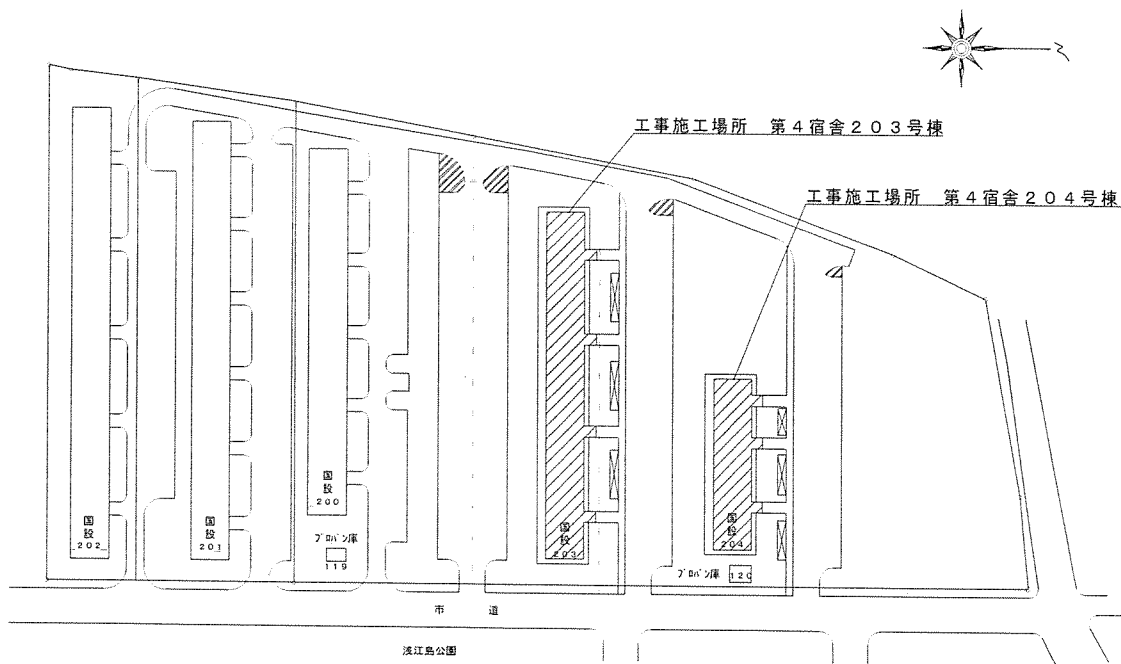 工事施工場所　第４宿舎２０３号棟
工事施工場所　第４宿舎２０４号棟
国設
200
国設
202
国設
201
国設
203
国設
204
プロパン庫
119
プロパン庫
120
市道
浅江島公園